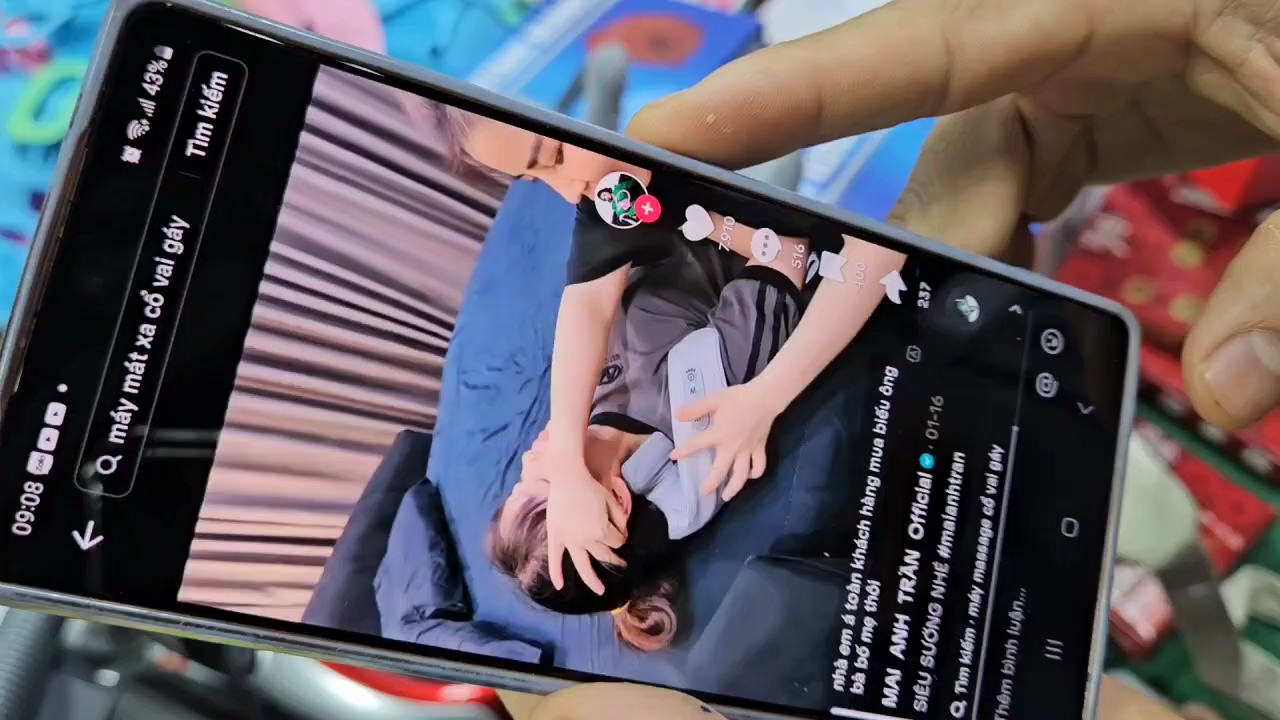 09:08
43%
máy mát xa cổ vai gáy
Tìm kiếm
7.910
516
400
237
nhà em á toàn khách hàng mua biếu ông
bà bố mẹ thôi
MAI ANH TRẦN Official · 01-16
SIÊU SƯỚNG NHÉ #maianhtran
Tìm kiếm · máy massage cổ vai gáy
Thêm bình luận...